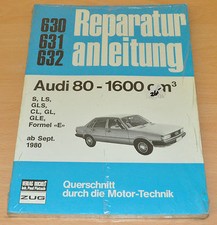 630
631
632
Reparatur
anleitung
Audi 80 - 1600 cm³
S, LS,
GLS,
CL, GL,
GLE,
Formel «E»
ab Sept.
1980
ZUG
Querschnitt
durch die Motor-Technik